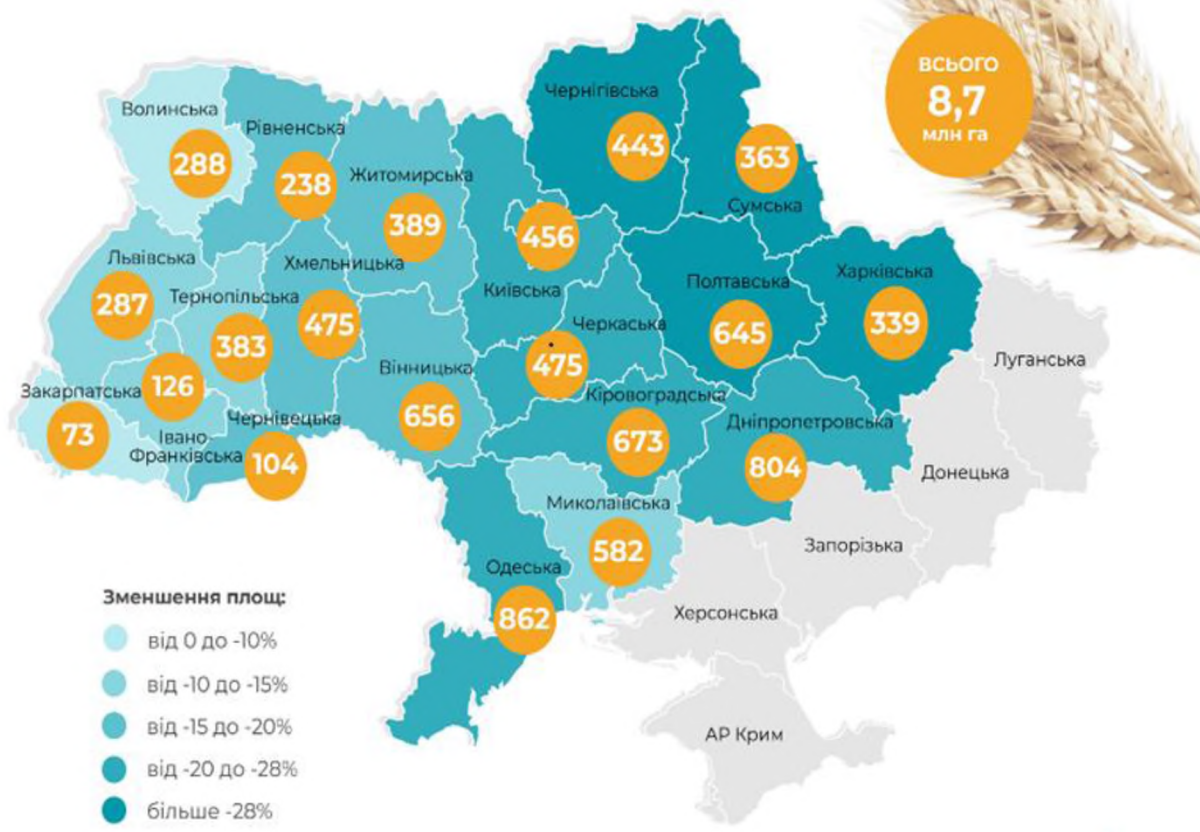 ВСЬОГО
8,7
млн га
Волинська
288
Рівненська
238
Житомирська
389
Чернігівська
443
363
Сумська
456
Київська
Львівська
287
Тернопільська
383
Хмельницька
475
Черкаська
475
Полтавська
645
Харківська
339
Луганська
Закарпатська
73
126
Івано-
Франківська
Чернівецька
104
Вінницька
656
Кіровоградська
673
Дніпропетровська
804
Донецька
Миколаївська
582
Запорізька
Одеська
862
Херсонська
АР Крим
Зменшення площ:
від 0 до -10%
від -10 до -15%
від -15 до -20%
від -20 до -28%
більше -28%